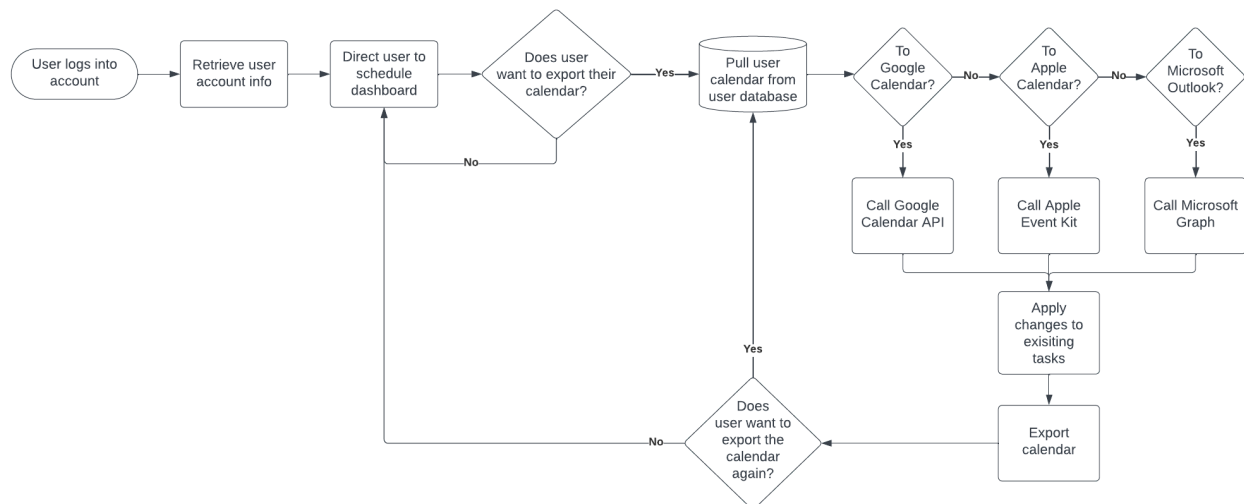 User logs into
account
Retrieve user
account info
Direct user to
schedule
dashboard
Does user
want to export their
calendar?
Yes
No
Pull user
calendar from
user database
To
Google
Calendar?
No
To
Apple
Calendar?
No
To
Microsoft
Outlook?
Yes
Yes
Yes
Call Google
Calendar API
Call Apple
Event Kit
Call Microsoft
Graph
Apply
changes to
exisiting
tasks
Export
calendar
Does
user want to
export the
calendar
again?
Yes
No